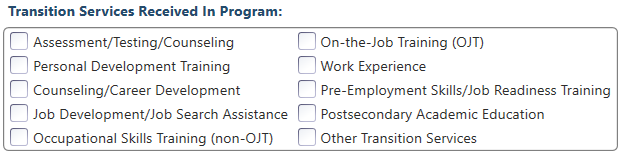 Transition Services Received In Program:
Assessment/Testing/Counseling
Personal Development Training
Counseling/Career Development
Job Development/Job Search Assistance
Occupational Skills Training (non-OJT)
On-the-Job Training (OJT)
Work Experience
Pre-Employment Skills/Job Readiness Training
Postsecondary Academic Education
Other Transition Services